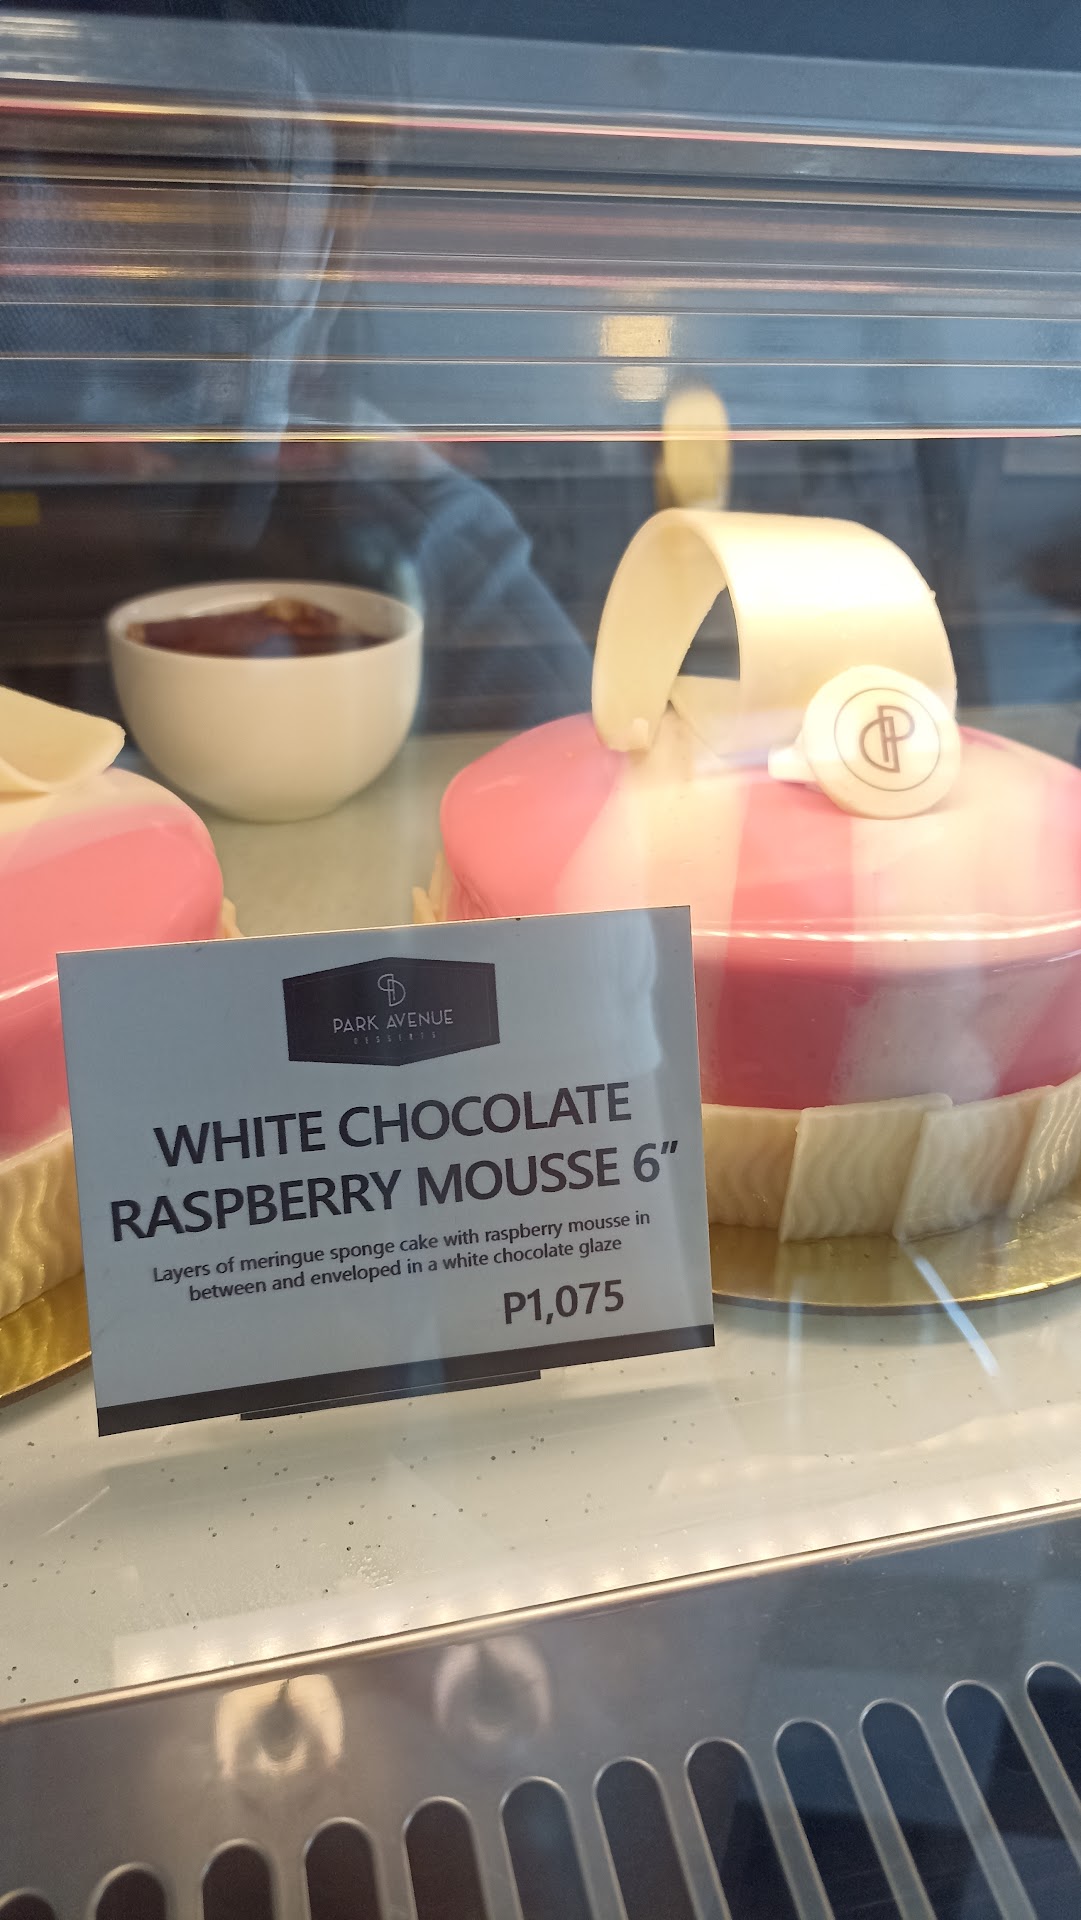 PARK AVENUE
DESSERTS
WHITE CHOCOLATE
RASPBERRY MOUSSE 6"
Layers of meringue sponge cake with raspberry mousse in
between and enveloped in a white chocolate glaze
P1,075